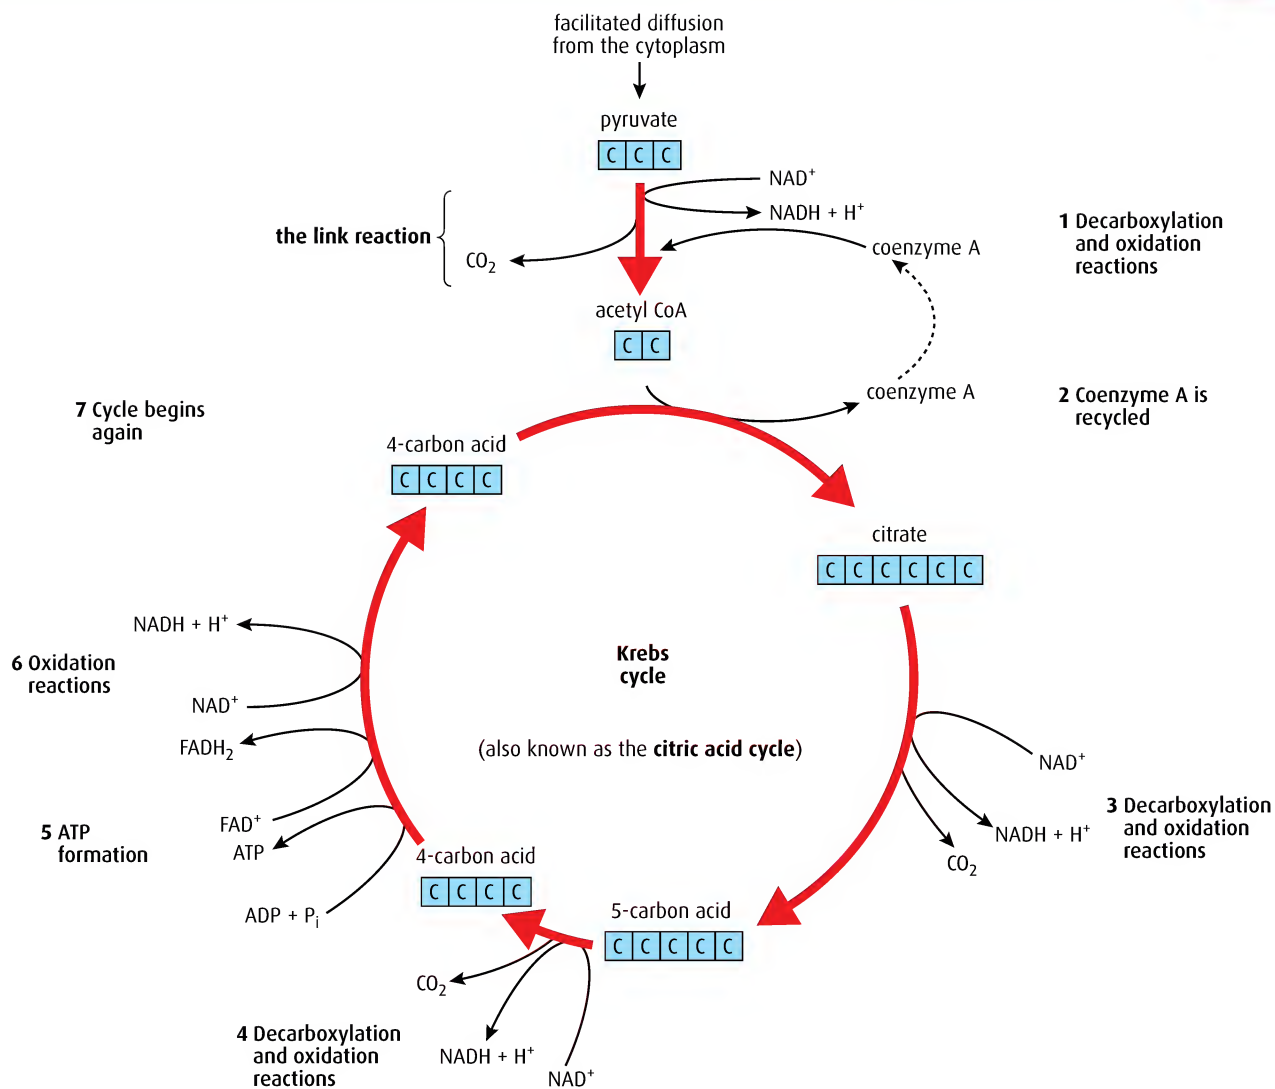 facilitated diffusion
from the cytoplasm
pyruvate
C C C
NAD⁺
NADH + H⁺
the link reaction
CO₂
coenzyme A
1 Decarboxylation
and oxidation
reactions
acetyl CoA
C C
coenzyme A
2 Coenzyme A is
recycled
7 Cycle begins
again
4-carbon acid
C C C C
citrate
C C C C C C
Krebs
cycle
(also known as the citric acid cycle)
NADH + H⁺
6 Oxidation
reactions
NAD⁺
FADH₂
FAD⁺
5 ATP
formation
ATP
ADP + Pᵢ
NAD⁺
NADH + H⁺
CO₂
3 Decarboxylation
and oxidation
reactions
4-carbon acid
C C C C
5-carbon acid
C C C C C
CO₂
NADH + H⁺
NAD⁺
4 Decarboxylation
and oxidation
reactions